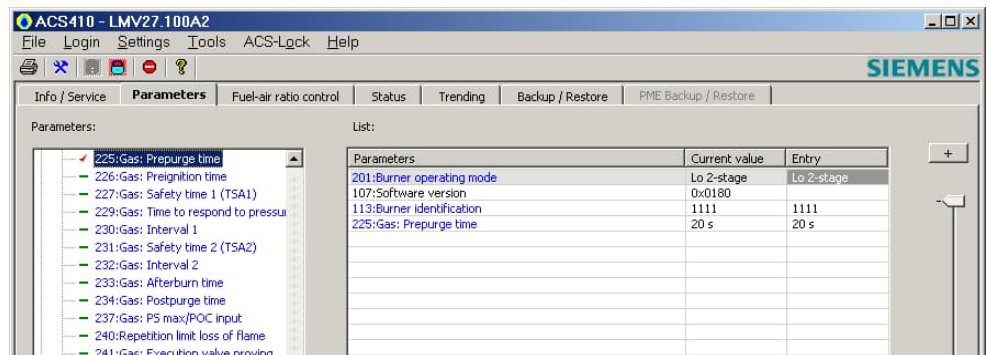 ACS410 - LMV27.100A2
File Login Settings Tools ACS-Lock Help
SIEMENS
Info / Service Parameters Fuel-air ratio control Status Trending Backup / Restore PME Backup / Restore
Parameters: List:
225:Gas: Prepurge time
226:Gas: Preignition time
227:Gas: Safety time 1 (TSA1)
229:Gas: Time to respond to pressu
230:Gas: Interval 1
231:Gas: Safety time 2 (TSA2)
232:Gas: Interval 2
233:Gas: Afterburn time
234:Gas: Postpurge time
237:Gas: PS max/POC input
240:Repetition limit loss of flame
241:Gas: Execution valve proving
Parameters Current value Entry
201:Burner operating mode Lo 2-stage Lo 2-stage
107:Software version 0x0180
113:Burner identification 1111 1111
225:Gas: Prepurge time 20 s 20 s
+
-